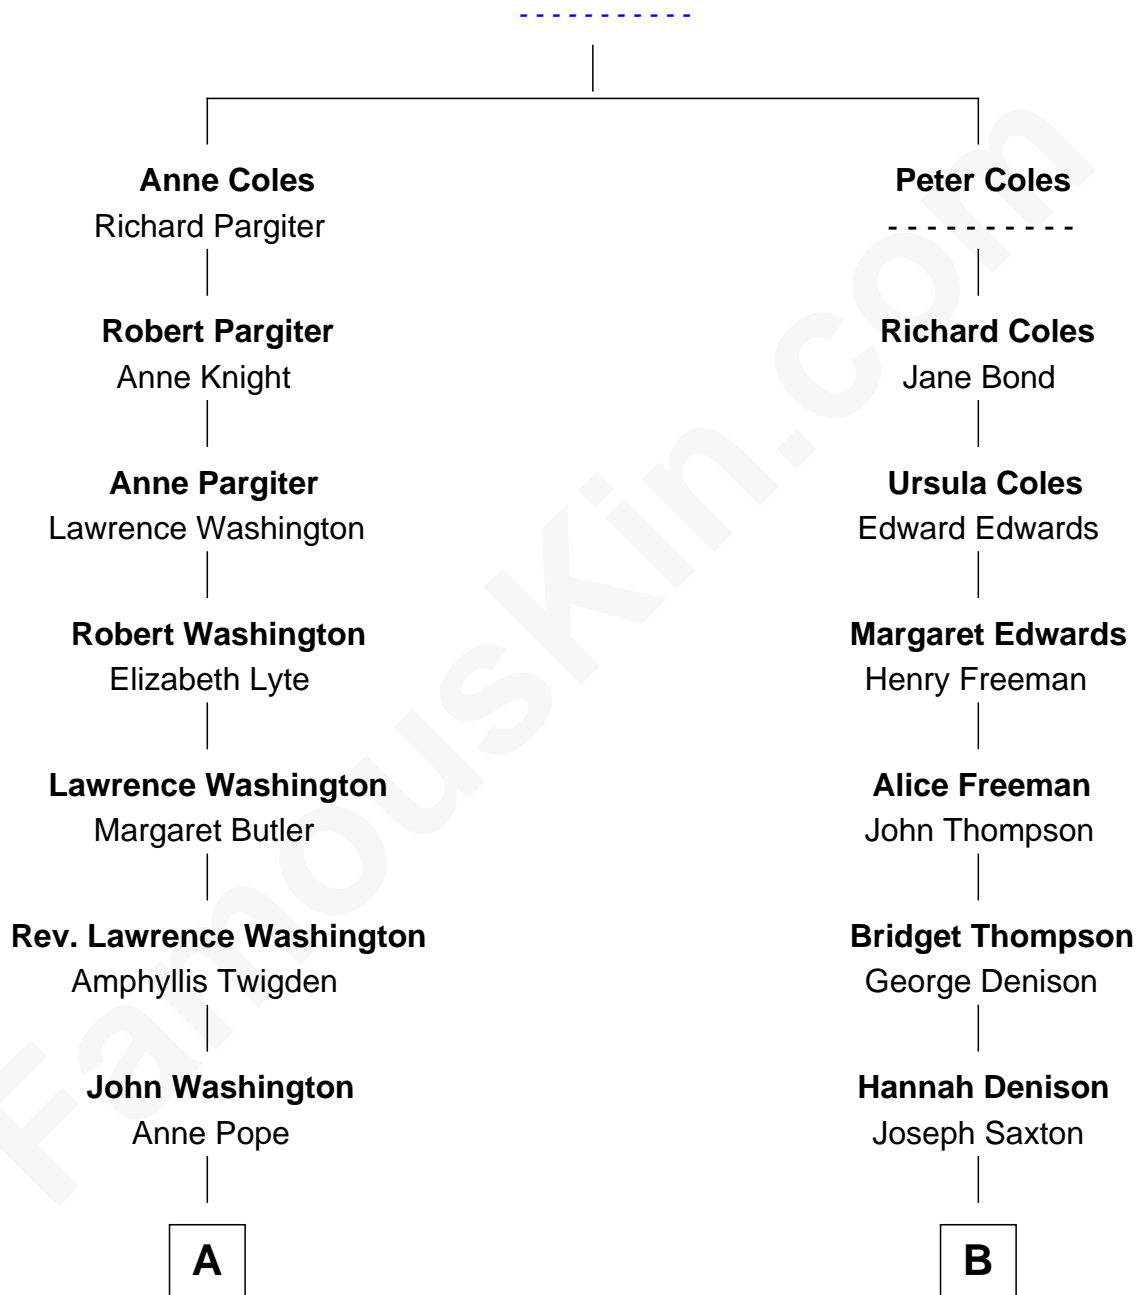 - - - - - - - - - - -
Anne Coles
Richard Pargiter
Robert Pargiter
Anne Knight
Anne Pargiter
Lawrence Washington
Robert Washington
Elizabeth Lyte
Lawrence Washington
Margaret Butler
Rev. Lawrence Washington
Amphyllis Twigden
John Washington
Anne Pope
A
Peter Coles
- - - - - - - - - -
Richard Coles
Jane Bond
Ursula Coles
Edward Edwards
Margaret Edwards
Henry Freeman
Alice Freeman
John Thompson
Bridget Thompson
George Denison
Hannah Denison
Joseph Saxton
B
FamousKin.com